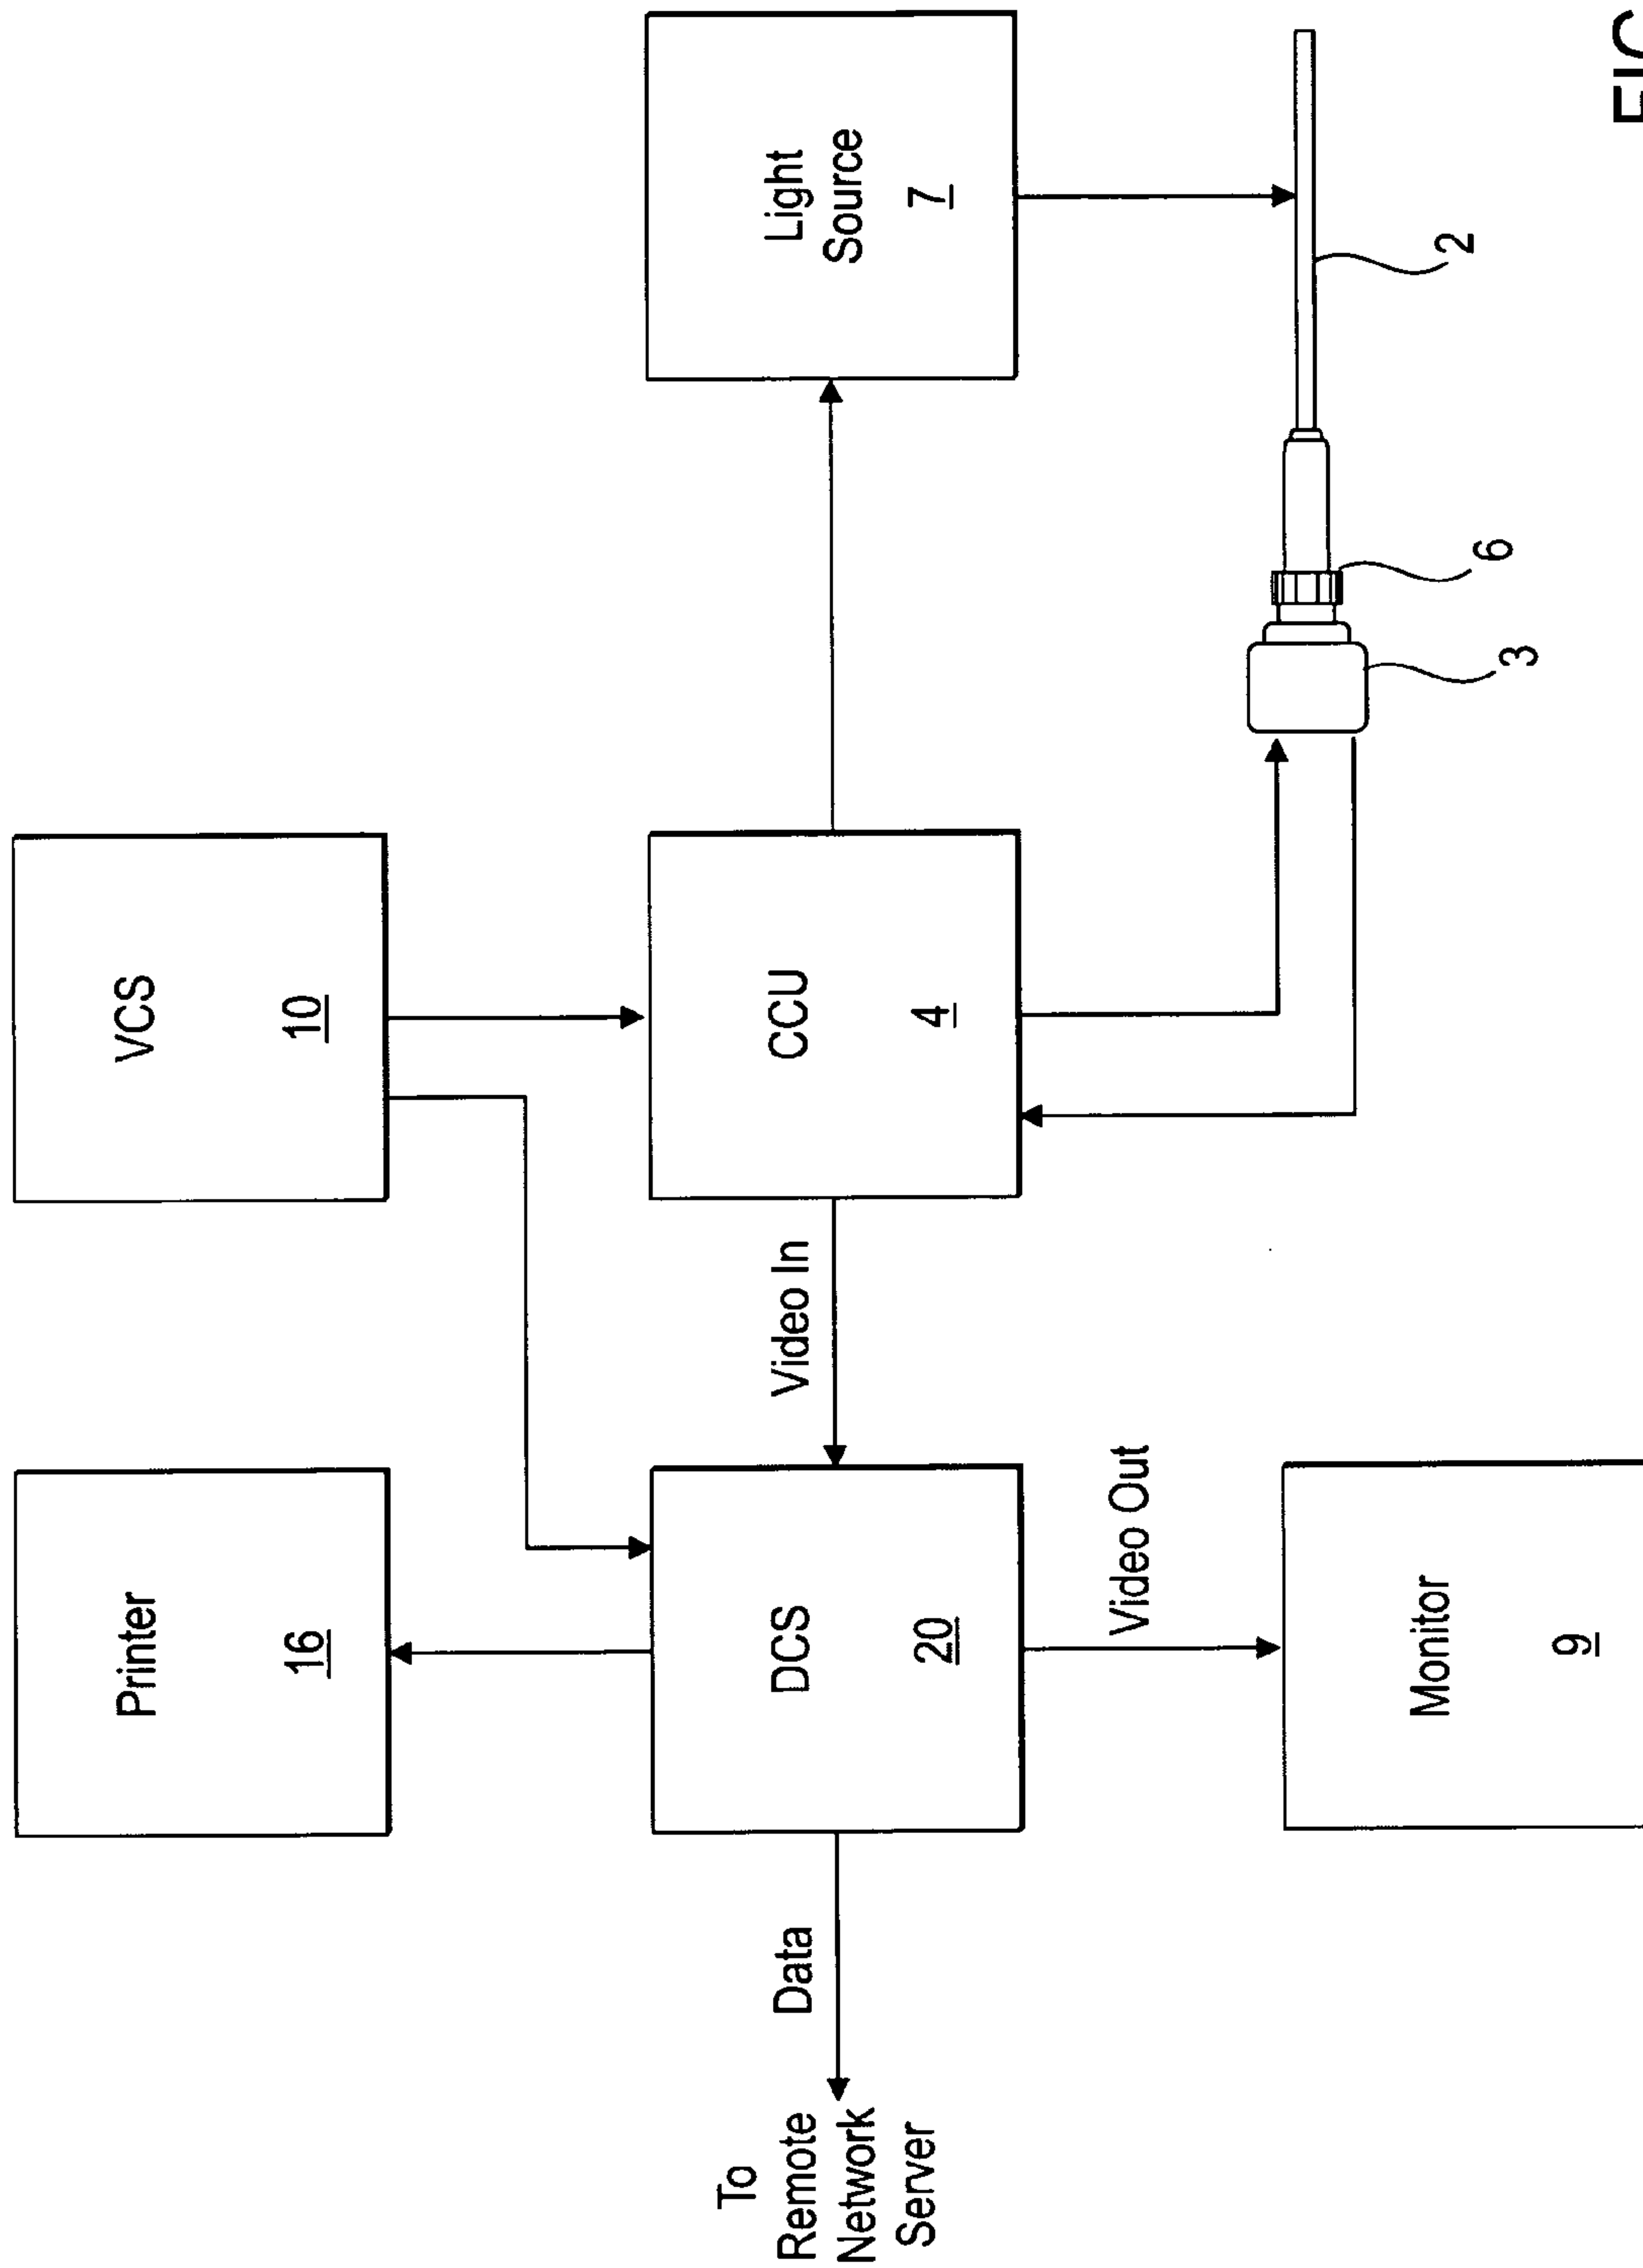 Printer
16
VCS
10
To
Remote
Network
Server
Data
DCS
20
Video In
CCU
4
Light
Source
7
Video Out
Monitor
9
3
6
2